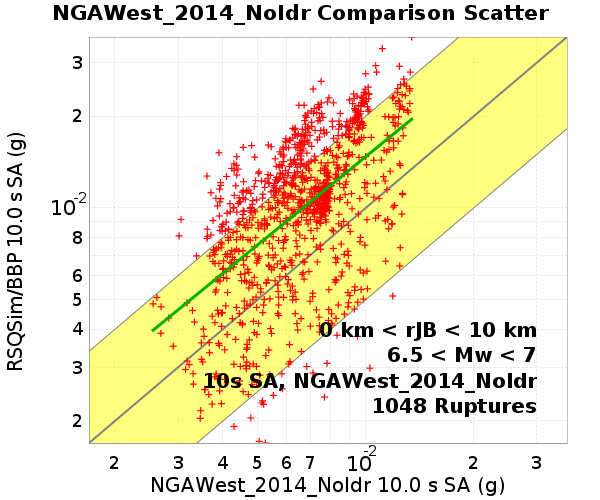 NGAWest_2014_NoIdr Comparison Scatter
RSQSim/BBP 10.0 s SA (g)
3
2
10-2
8
6
5
4
3
2
0 km < rJB < 10 km
6.5 < Mw < 7
10s SA, NGAWest_2014_NoIdr
1048 Ruptures
2 3 4 5 6 7 10-2 2 3
NGAWest_2014_NoIdr 10.0 s SA (g)